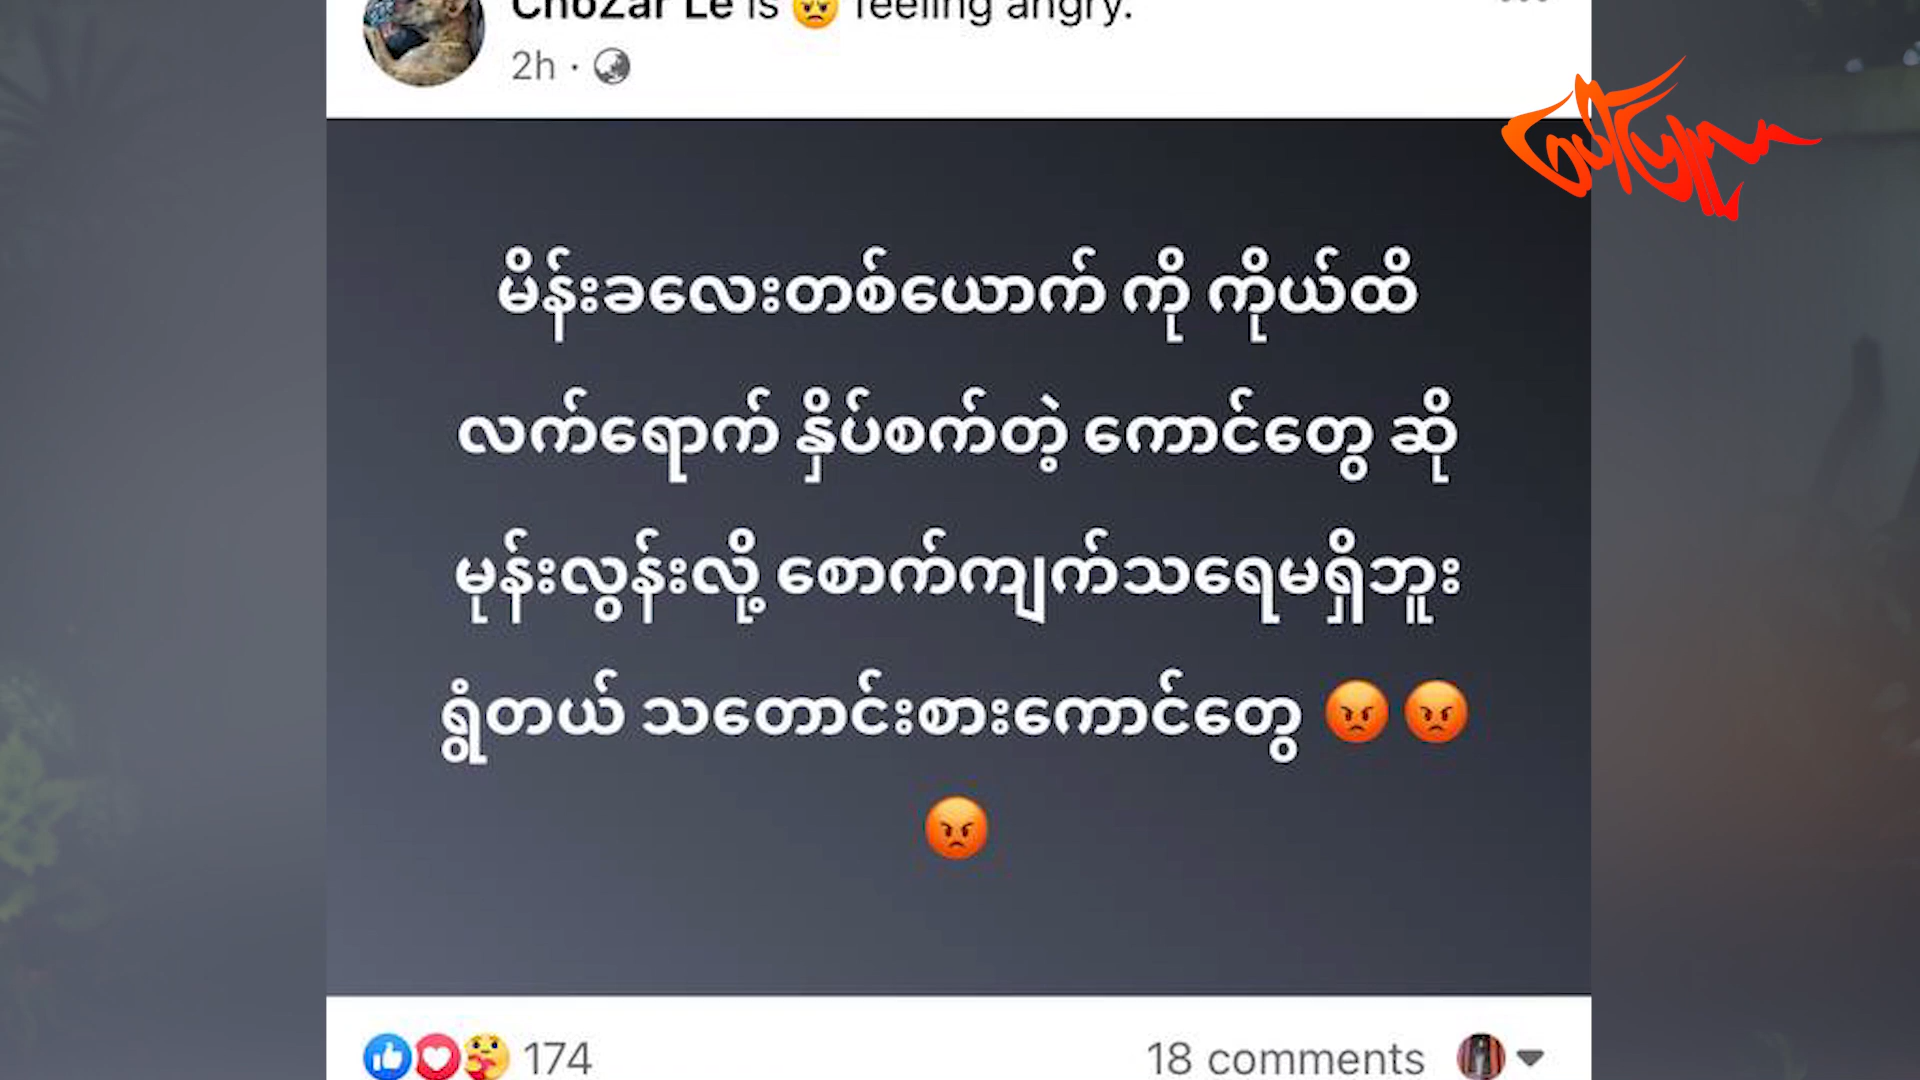 ChoZar Le is 😡 feeling angry.
2h ·
မိန်းခလေးတစ်ယောက် ကို ကိုယ်ထိ
လက်ရောက် နှိပ်စက်တဲ့ ကောင်တွေ ဆို
မုန်းလွန်းလို့ စောက်ကျက်သရေမရှိဘူး
ရွံတယ် သတောင်းစားကောင်တွေ 😡 😡
😡
174
18 comments